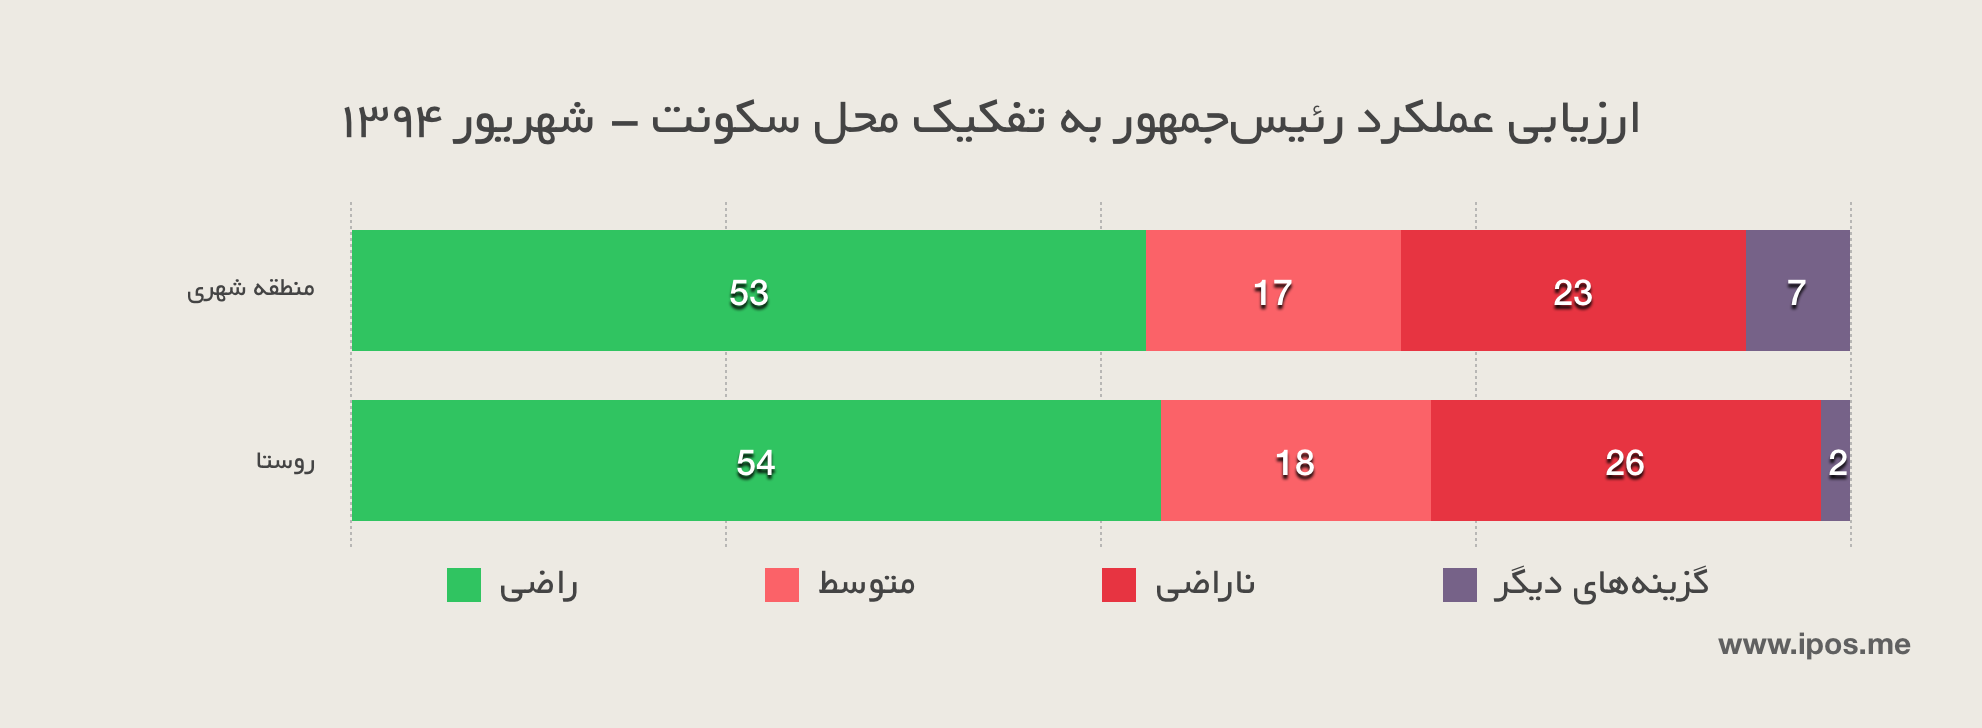 ارزیابی عملکرد رئیس‌جمهور به تفکیک محل سکونت – شهریور ۱۳۹۴
منطقه شهری
53 17 23 7
روستا
54 18 26 2
راضی متوسط ناراضی گزینه‌های دیگر
www.ipos.me